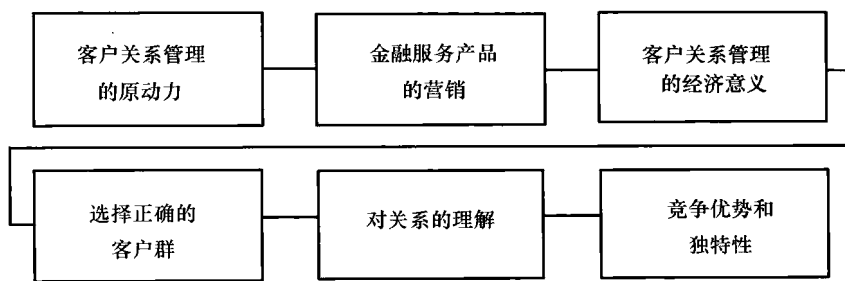 客户关系管理
的原动力
金融服务产品
的营销
客户关系管理
的经济意义
选择正确的
客户群
对关系的理解
竞争优势和
独特性